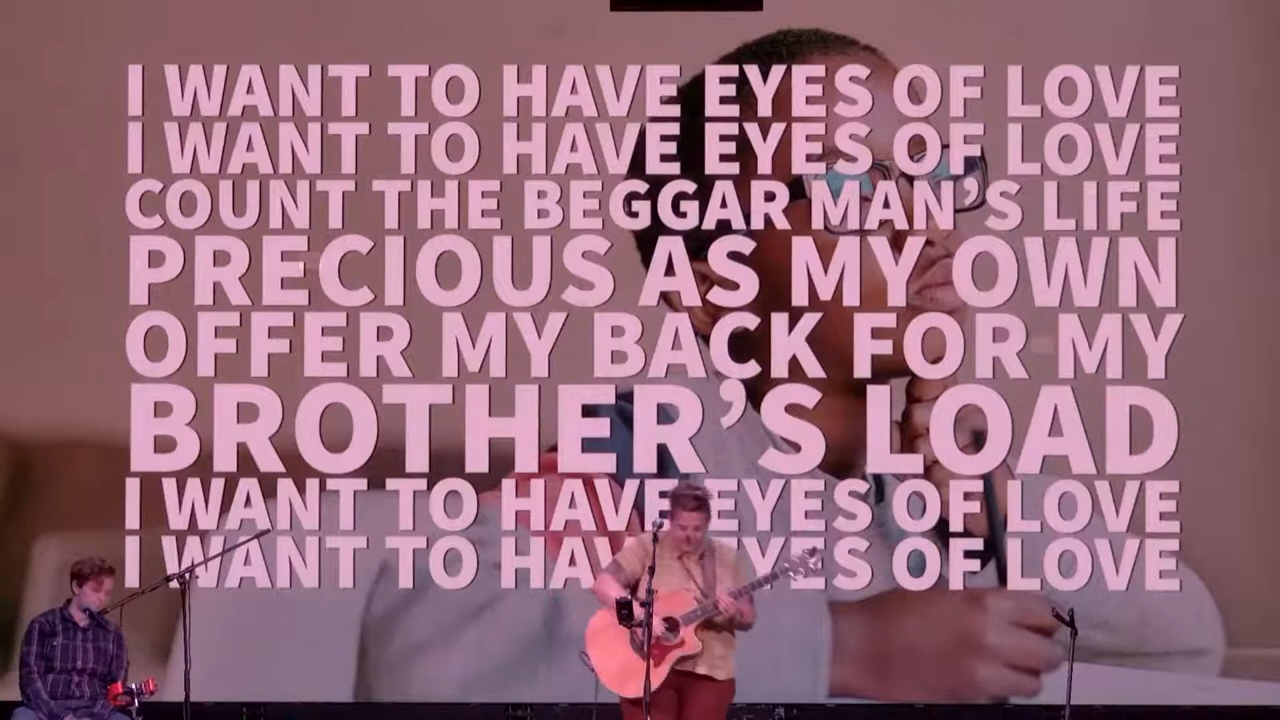 I WANT TO HAVE EYES OF LOVE
I WANT TO HAVE EYES OF LOVE
COUNT THE BEGGAR MAN’S LIFE
PRECIOUS AS MY OWN
OFFER MY BACK FOR MY
BROTHER’S LOAD
I WANT TO HAVE EYES OF LOVE
I WANT TO HAVE EYES OF LOVE